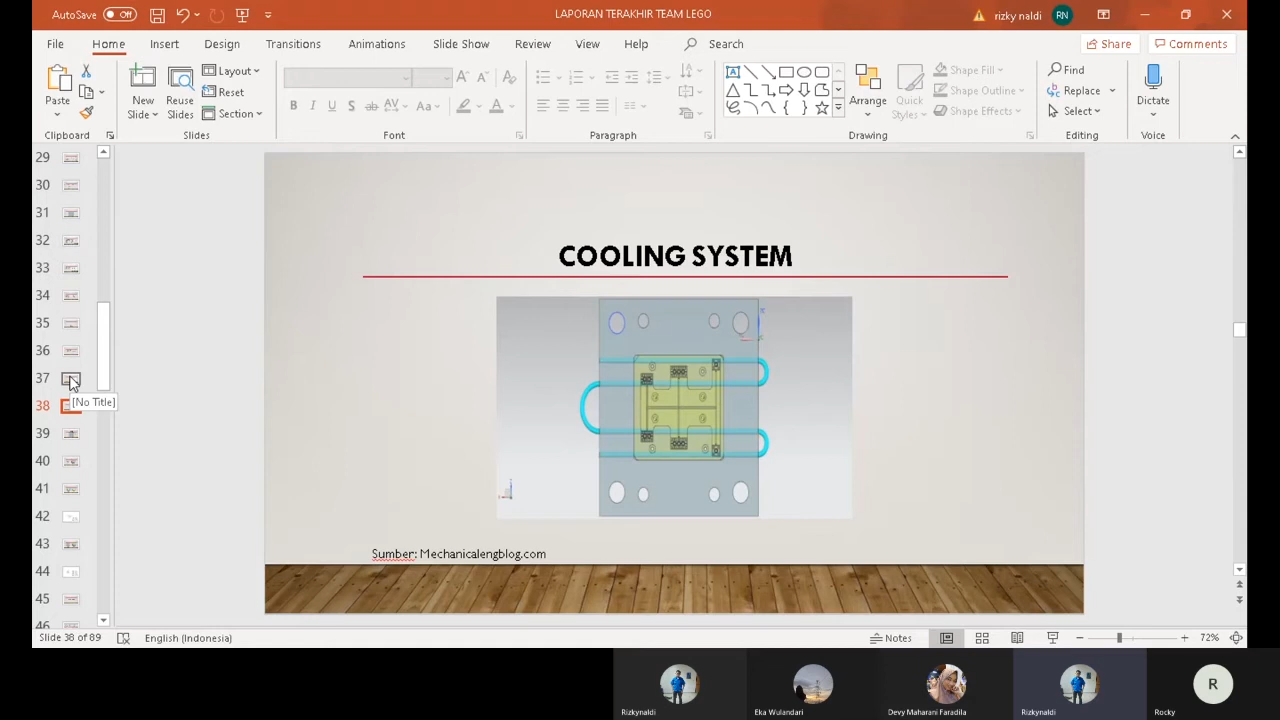 AutoSave Off
LAPORAN TERAKHIR TEAM LEGO
rizky naldi RN
File Home Insert Design Transitions Animations Slide Show Review View Help Search Share Comments
Paste
New Slide
Reuse Slides
Layout
Reset
Section
Arrange
Quick Styles
Shape Fill
Shape Outline
Shape Effects
Find
Replace
Select
Dictate
Clipboard Slides Font Paragraph Drawing Editing Voice
29
30
31
32
33
34
35
36
37
[No Title]
38
39
40
41
42
43
44
45
46
COOLING SYSTEM
Sumber: Mechanicalengblog.com
Slide 38 of 89 English (Indonesia) Notes 72%
Rizkynaldi
Eka Wulandari
Devy Maharani Faradila
Rizkynaldi
R
Rocky